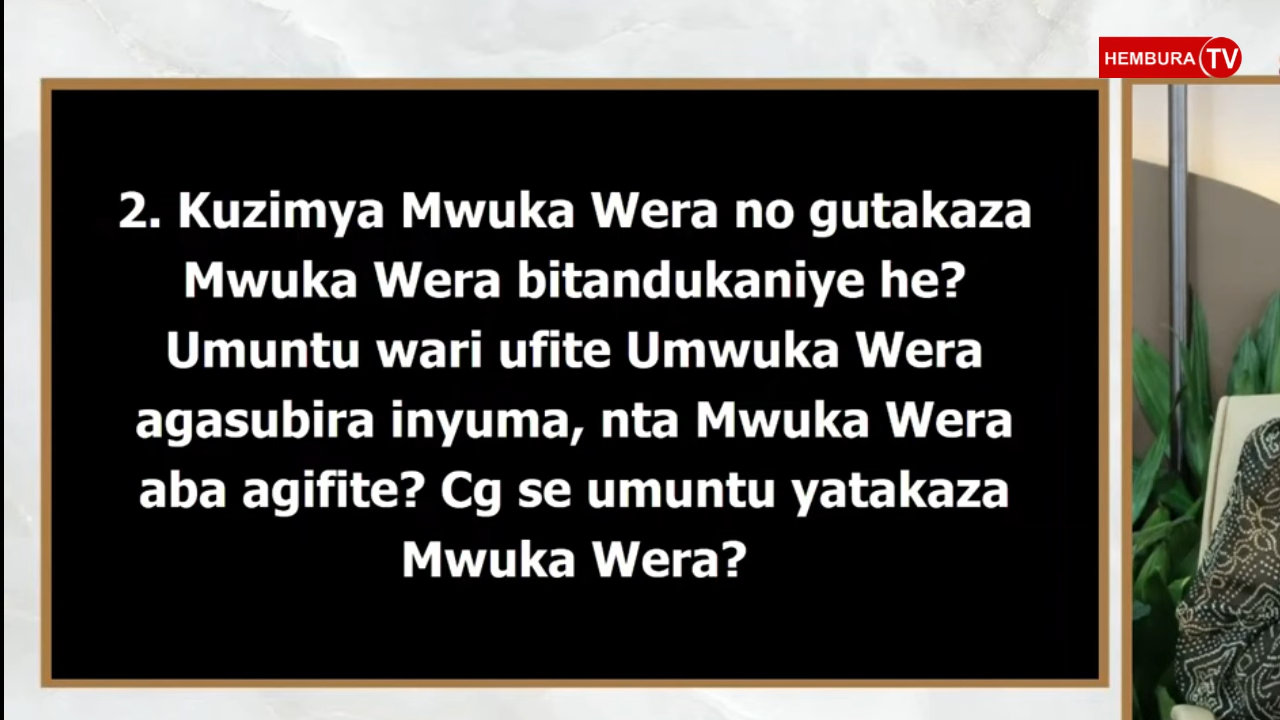 HEMBURA TV
2. Kuzimya Mwuka Wera no gutakaza
Mwuka Wera bitandukaniye he?
Umuntu wari ufite Umwuka Wera
agasubira inyuma, nta Mwuka Wera
aba agifite? Cg se umuntu yatakaza
Mwuka Wera?